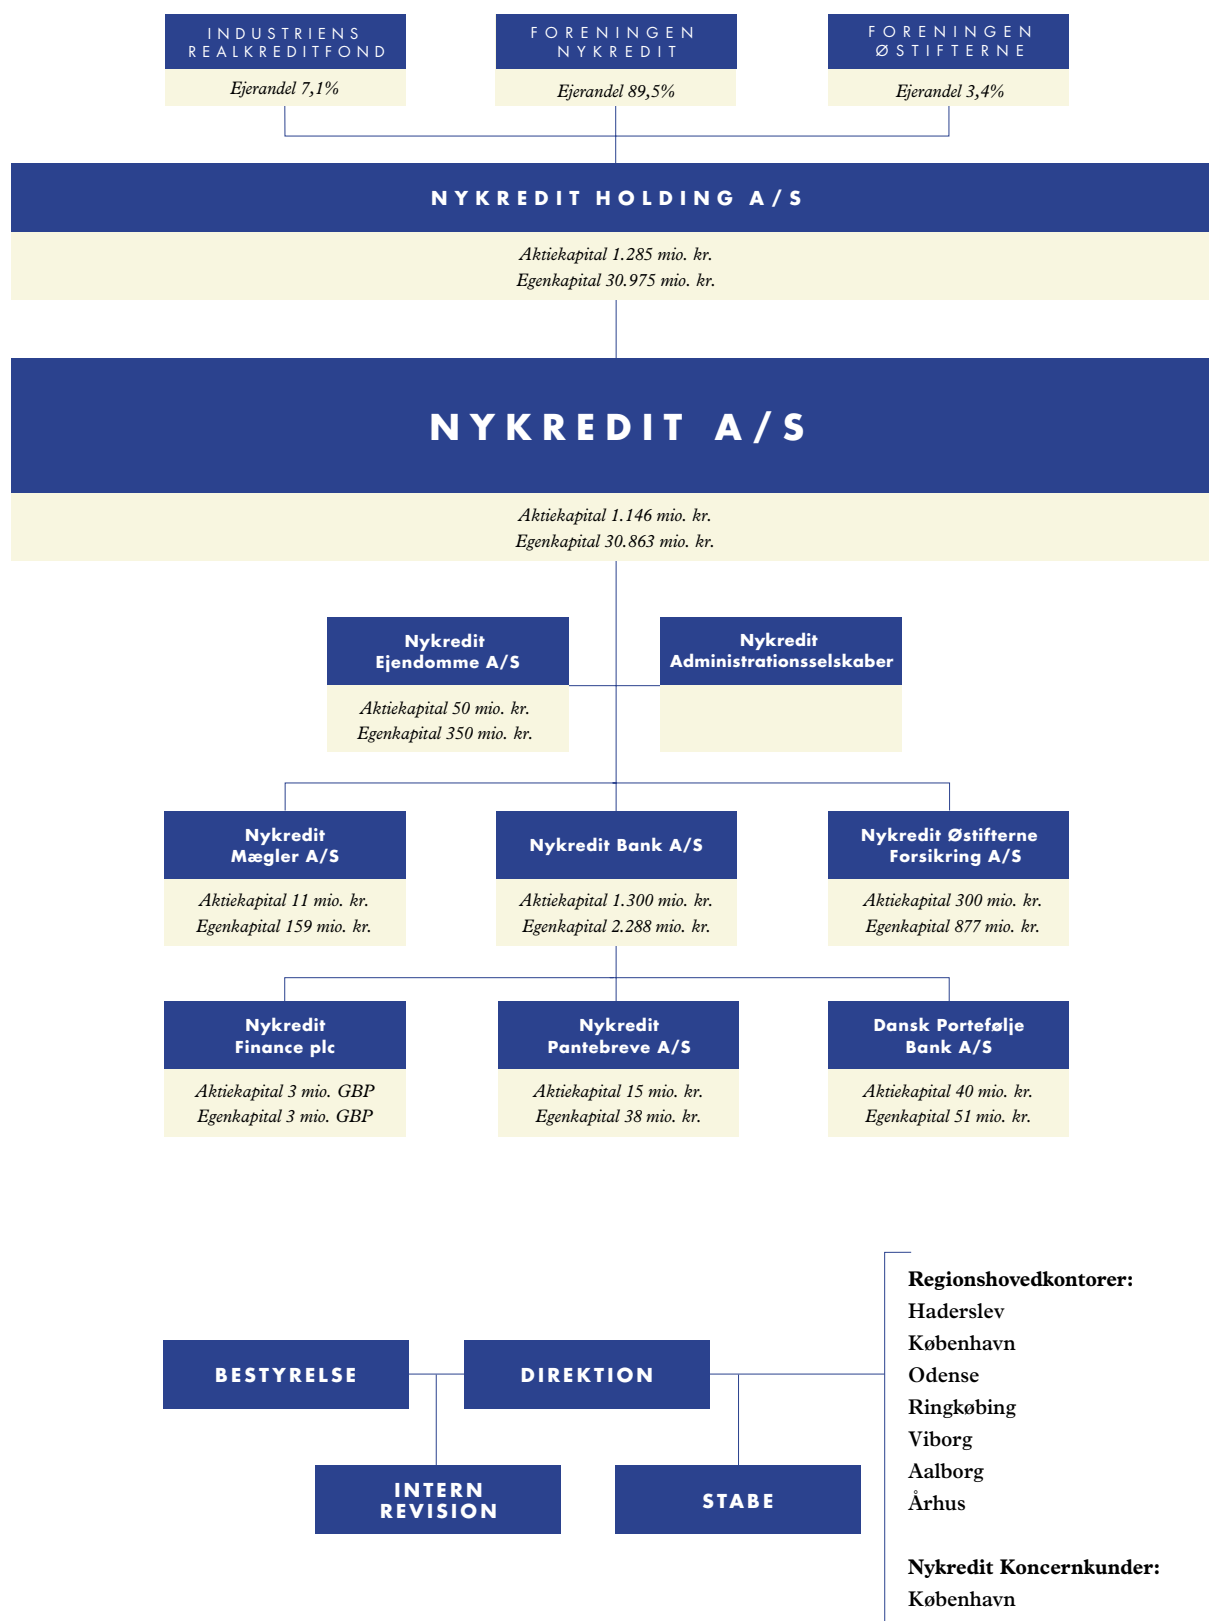 INDUSTRIENS
REALKREDITFOND
Ejerandel 7,1%
FORENINGEN
NYKREDIT
Ejerandel 89,5%
FORENINGEN
ØSTIFTERNE
Ejerandel 3,4%
NYKREDIT HOLDING A/S
Aktiekapital 1.285 mio. kr.
Egenkapital 30.975 mio. kr.
NYKREDIT A/S
Aktiekapital 1.146 mio. kr.
Egenkapital 30.863 mio. kr.
Nykredit
Ejendomme A/S
Aktiekapital 50 mio. kr.
Egenkapital 350 mio. kr.
Nykredit
Administrationsselskaber
Nykredit
Mægler A/S
Aktiekapital 11 mio. kr.
Egenkapital 159 mio. kr.
Nykredit Bank A/S
Aktiekapital 1.300 mio. kr.
Egenkapital 2.288 mio. kr.
Nykredit Østifterne
Forsikring A/S
Aktiekapital 300 mio. kr.
Egenkapital 877 mio. kr.
Nykredit
Finance plc
Aktiekapital 3 mio. GBP
Egenkapital 3 mio. GBP
Nykredit
Pantebreve A/S
Aktiekapital 15 mio. kr.
Egenkapital 38 mio. kr.
Dansk Portefølje
Bank A/S
Aktiekapital 40 mio. kr.
Egenkapital 51 mio. kr.
BESTYRELSE
DIREKTION
INTERN
REVISION
STABE
Regionshovedkontorer:
Haderslev
København
Odense
Ringkøbing
Viborg
Aalborg
Århus
Nykredit Koncernkunder:
København